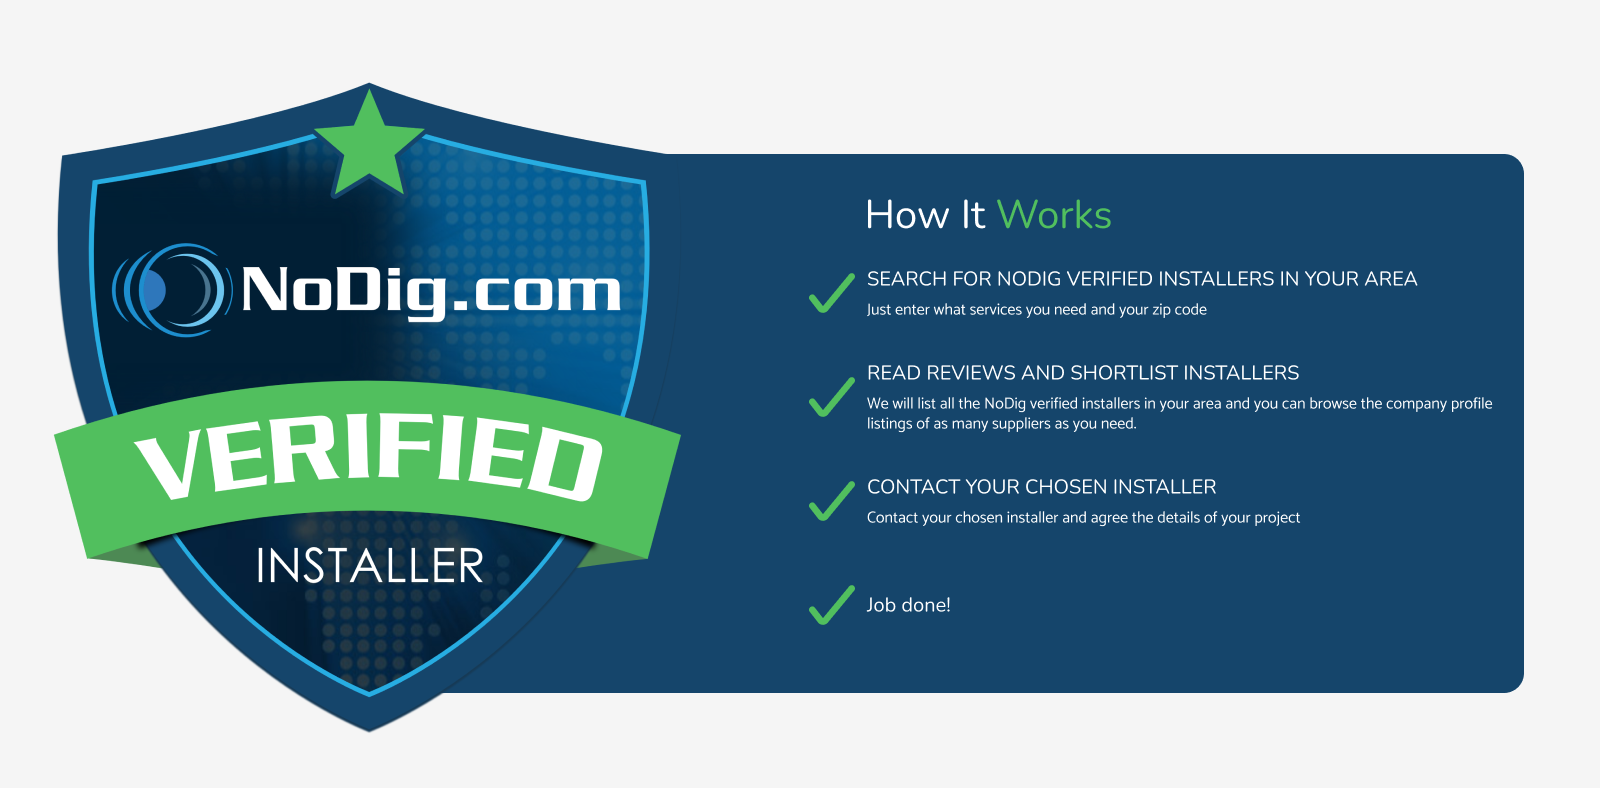 NoDig.com
VERIFIED
INSTALLER
How It Works
SEARCH FOR NODIG VERIFIED INSTALLERS IN YOUR AREA
Just enter what services you need and your zip code
READ REVIEWS AND SHORTLIST INSTALLERS
We will list all the NoDig verified installers in your area and you can browse the company profile
listings of as many suppliers as you need.
CONTACT YOUR CHOSEN INSTALLER
Contact your chosen installer and agree the details of your project
Job done!